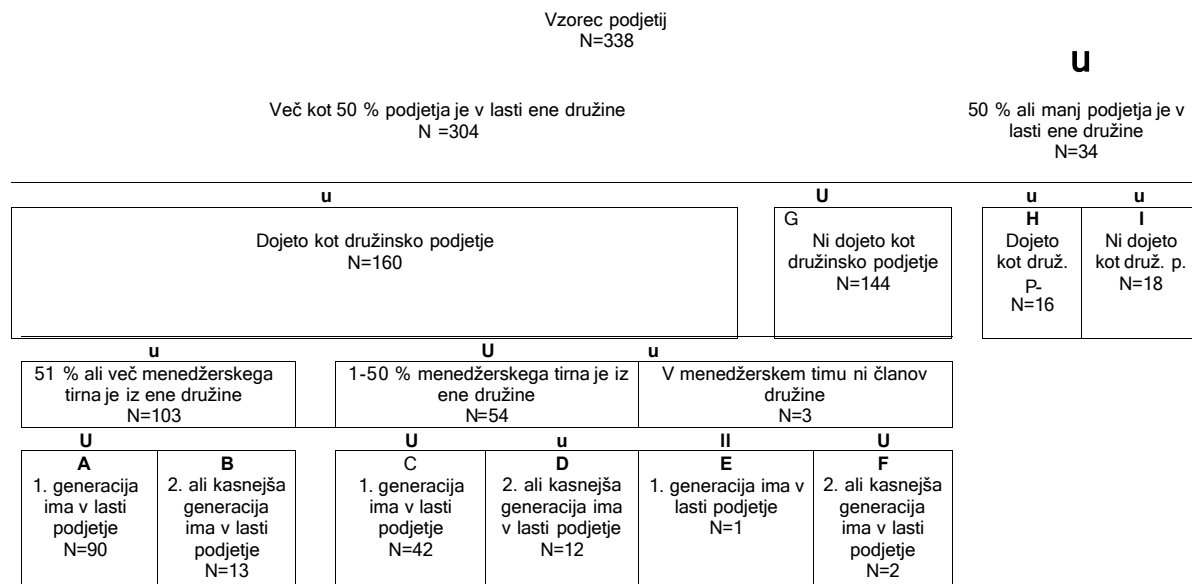 Vzorec podjetij
N=338
u
Več kot 50 % podjetja je v lasti ene družine
N =304
50 % ali manj podjetja je v
lasti ene družine
N=34
u
U
u
u
Dojeto kot družinsko podjetje
N=160
G
Ni dojeto kot
družinsko podjetje
N=144
H
Dojeto
kot druž.
P-
N=16
I
Ni dojeto
kot druž. p.
N=18
u
U
u
51 % ali več menedžerskega
tirna je iz ene družine
N=103
1-50 % menedžerskega tirna je iz
ene družine
N=54
V menedžerskem timu ni članov
družine
N=3
U
U
u
II
U
A
1. generacija
ima v lasti
podjetje
N=90
B
2. ali kasnejša
generacija
ima v lasti
podjetje
N=13
C
1. generacija
ima v lasti
podjetje
N=42
D
2. ali kasnejša
generacija ima
v lasti podjetje
N=12
E
1. generacija ima v
lasti podjetje
N=1
F
2. ali kasnejša
generacija
ima v lasti
podjetje
N=2